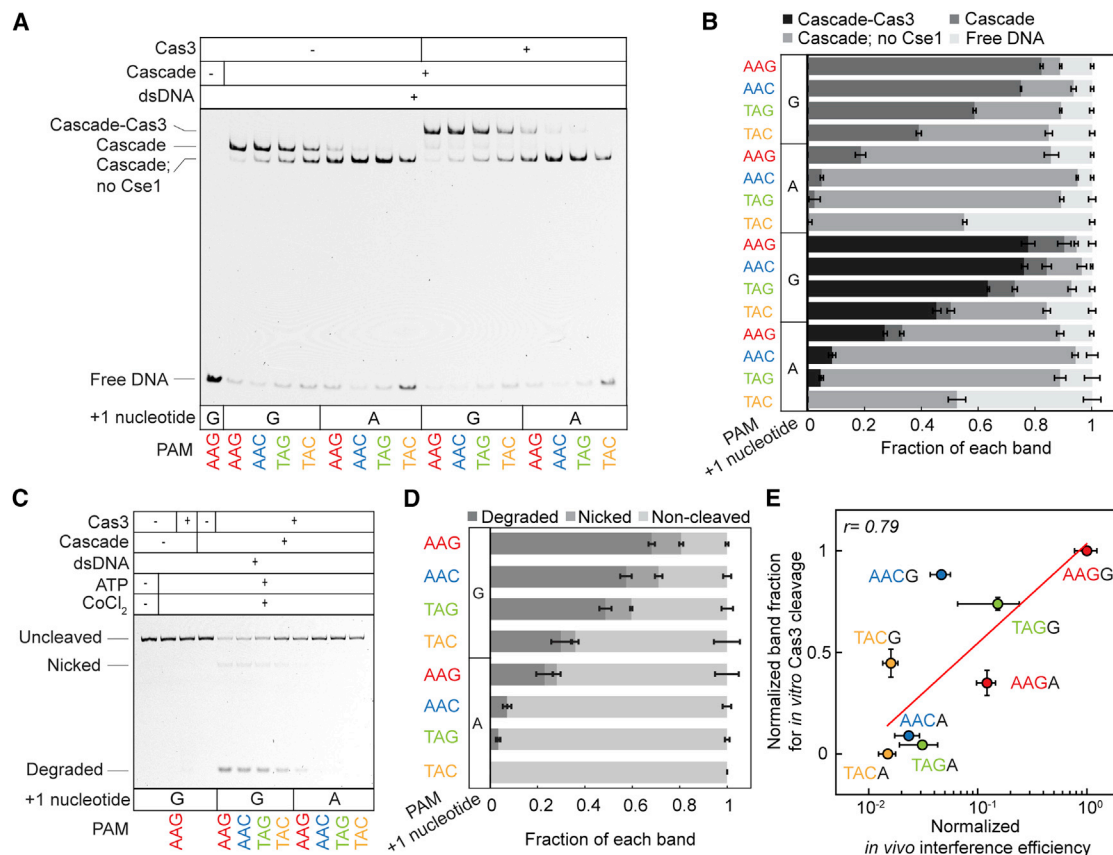 A
Cas3 - +
Cascade - +
dsDNA +
Cascade-Cas3
Cascade
Cascade;
no Cse1
Free DNA
+1 nucleotide G G A G A
PAM AAG AAG AAC TAG TAC AAG AAC TAG TAC AAG AAC TAG TAC AAG AAC TAG TAC
B
Cascade-Cas3 Cascade
Cascade; no Cse1 Free DNA
AAG
AAC
TAG
TAC
G
AAG
AAC
TAG
TAC
A
AAG
AAC
TAG
TAC
G
AAG
AAC
TAG
TAC
A
0 0.2 0.4 0.6 0.8 1
PAM
+1 nucleotide
Fraction of each band
C
Cas3 - + - +
Cascade - +
dsDNA +
ATP - +
CoCl2 - +
Uncleaved
Nicked
Degraded
+1 nucleotide G G A
PAM AAG AAG AAC TAG TAC AAG AAC TAG TAC
D
Degraded Nicked Non-cleaved
AAG
AAC
TAG
TAC
G
AAG
AAC
TAG
TAC
A
0 0.2 0.4 0.6 0.8 1
PAM
+1 nucleotide
Fraction of each band
E
r= 0.79
Normalized band fraction
for in vitro Cas3 cleavage
1
0.5
0
AACG
AAGG
TAGG
TACG
AAGA
AACA
TACA
TAGA
10-2 10-1 100
Normalized
in vivo interference efficiency